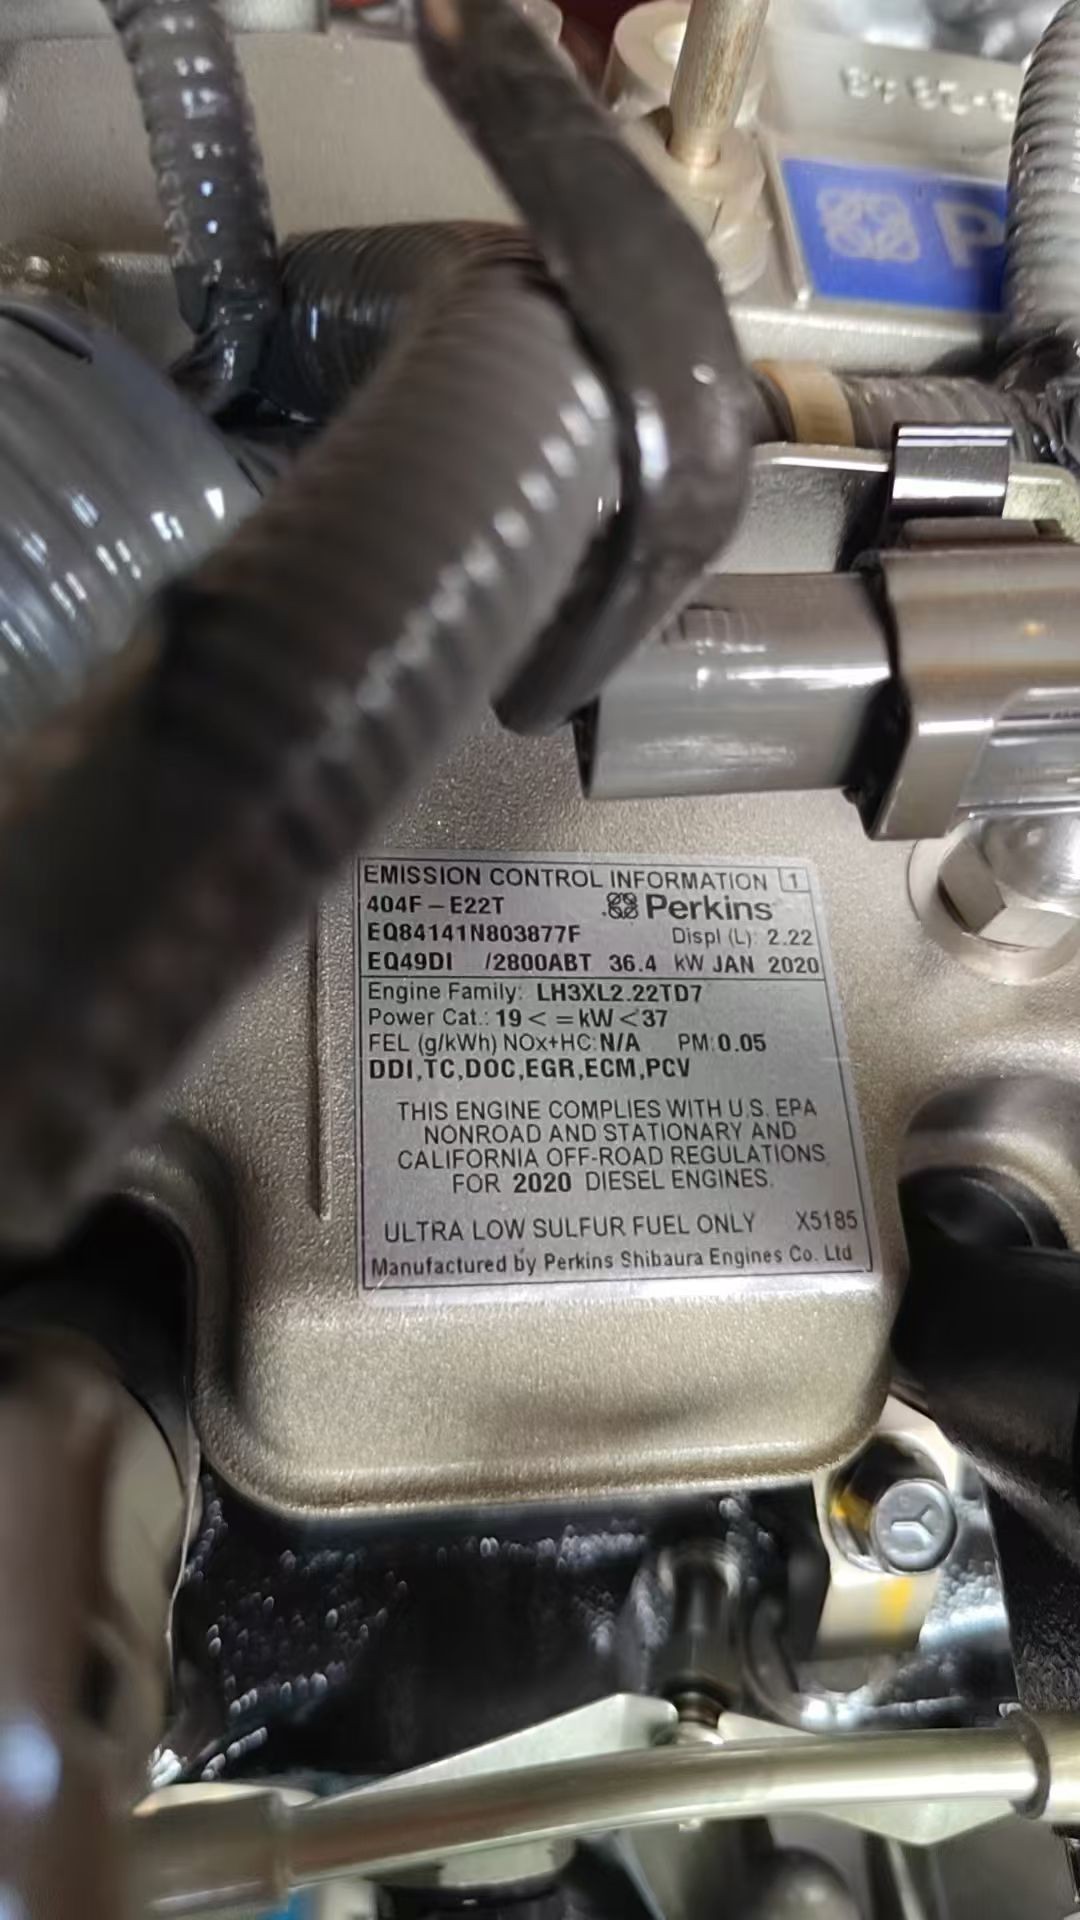 P
EMISSION CONTROL INFORMATION 1
404F-E22T Perkins
EQ84141N803877F Displ (L): 2.22
EQ49DI /2800ABT 36.4 kW JAN 2020
Engine Family: LH3XL2.22TD7
Power Cat.: 19 < = kW < 37
FEL (g/kWh) NOx+HC: N/A PM: 0.05
DDI,TC,DOC,EGR,ECM,PCV
THIS ENGINE COMPLIES WITH U.S. EPA
NONROAD AND STATIONARY AND
CALIFORNIA OFF-ROAD REGULATIONS
FOR 2020 DIESEL ENGINES.
ULTRA LOW SULFUR FUEL ONLY X5185
Manufactured by Perkins Shibaura Engines Co. Ltd